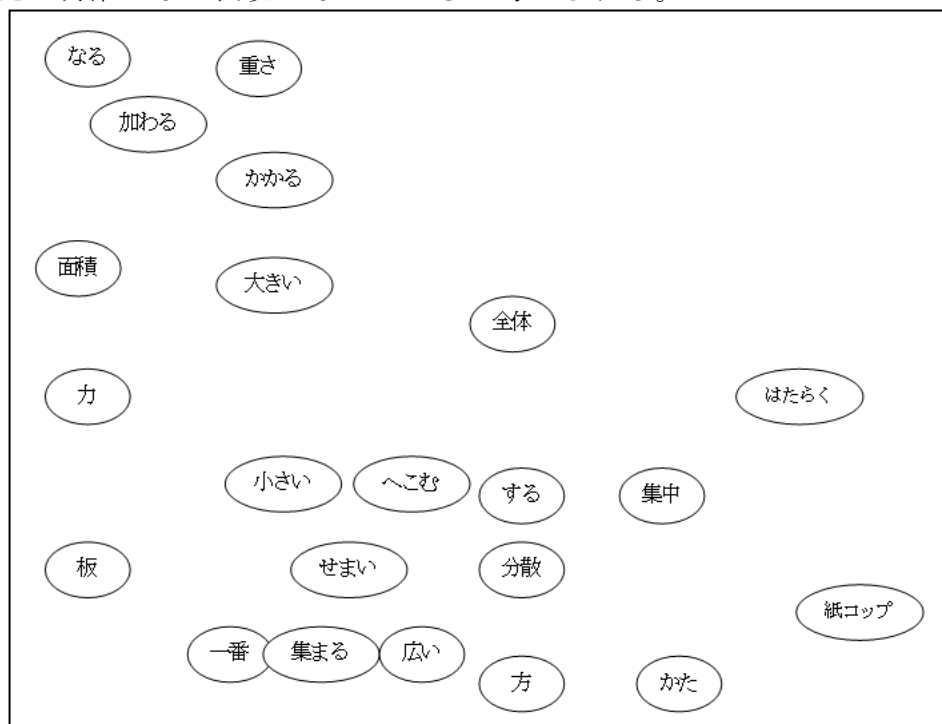 なる
重さ
加わる
かかる
面積
大きい
全体
力
はたらく
小さい
へこむ
する
集中
板
せまい
分散
紙コップ
一番
集まる
広い
方
かた